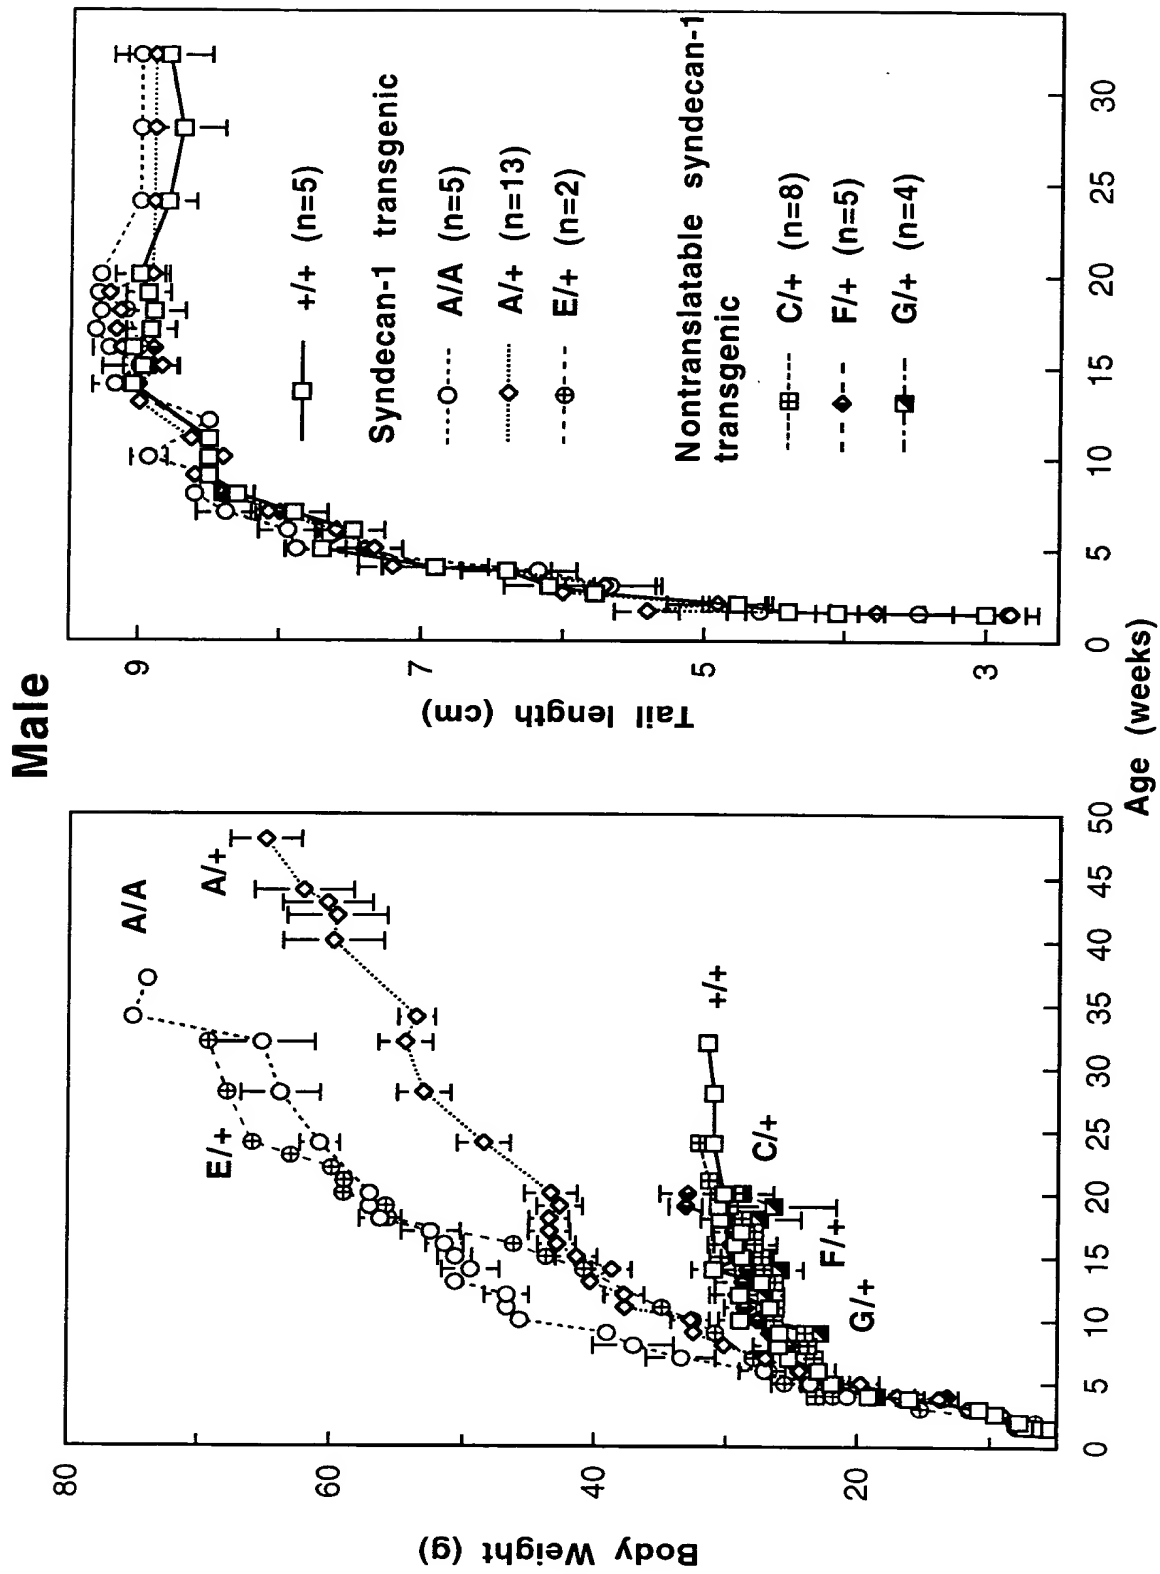 Male
Body Weight (g)
80
60
40
20
0
5
10
15
20
25
30
35
40
45
50
A/A
A/+
E/+
+/+
C/+
F/+
G/+
Age (weeks)
Tail length (cm)
9
7
5
3
0
5
10
15
20
25
30
+/+ (n=5)
Syndecan-1 transgenic
A/A (n=5)
A/+ (n=13)
E/+ (n=2)
Nontranslatable syndecan-1
transgenic
C/+ (n=8)
F/+ (n=5)
G/+ (n=4)